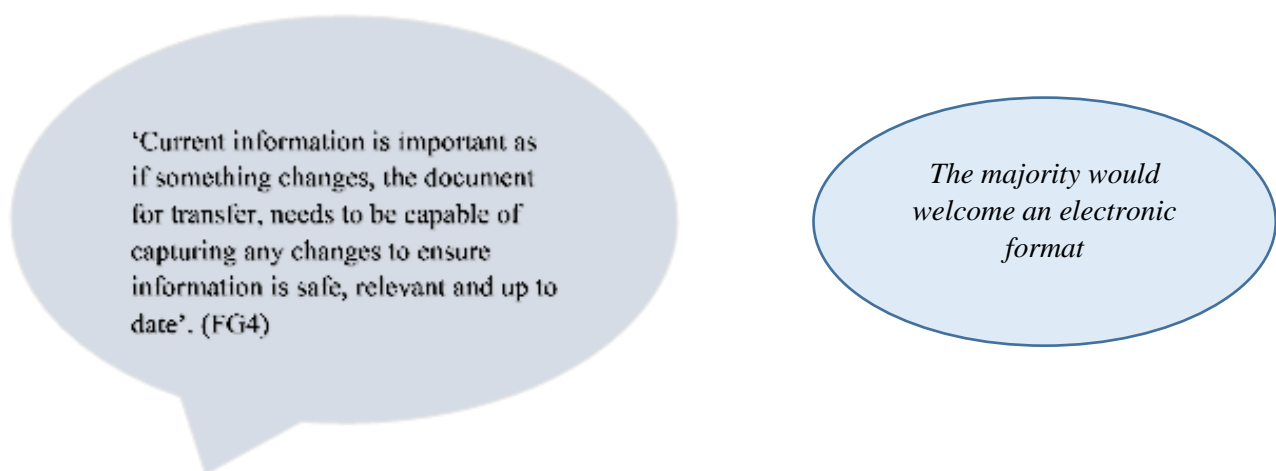 ‘Current information is important as
if something changes, the document
for transfer, needs to be capable of
capturing any changes to ensure
information is safe, relevant and up to
date’. (FG4)
The majority would
welcome an electronic
format